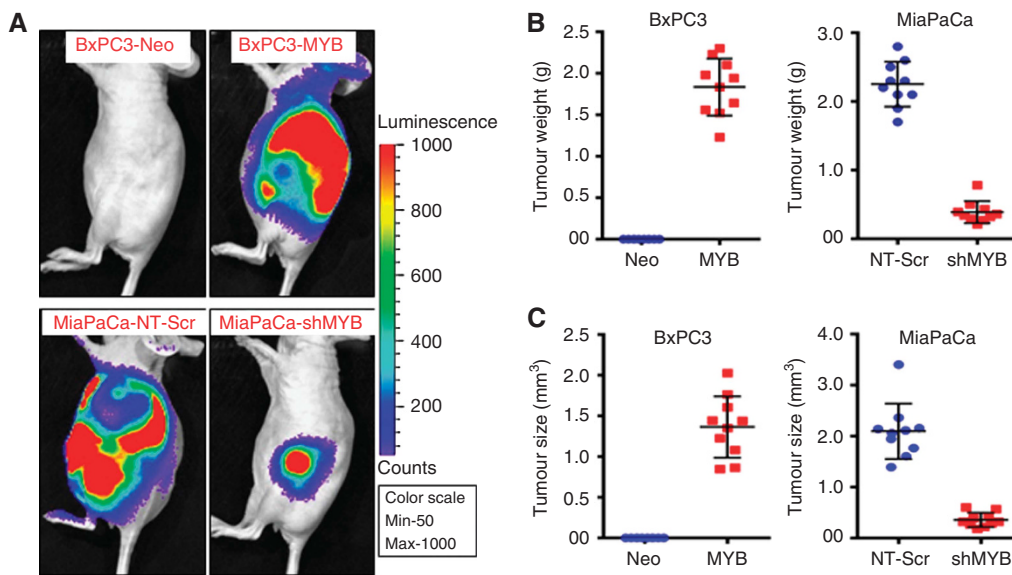 A
BxPC3-Neo
BxPC3-MYB
MiaPaCa-NT-Scr
MiaPaCa-shMYB
Luminescence
1000
800
600
400
200
Counts
Color scale
Min-50
Max-1000
B
BxPC3
Tumour weight (g)
2.5
2.0
1.5
1.0
0.5
00
Neo
MYB
MiaPaCa
Tumour weight (g)
3.0
2.0
1.0
00
NT-Scr
shMYB
C
BxPC3
Tumour size (mm³)
2.5
2.0
1.5
1.0
0.5
00
Neo
MYB
MiaPaCa
Tumour size (mm³)
4.0
3.0
2.0
1.0
00
NT-Scr
shMYB